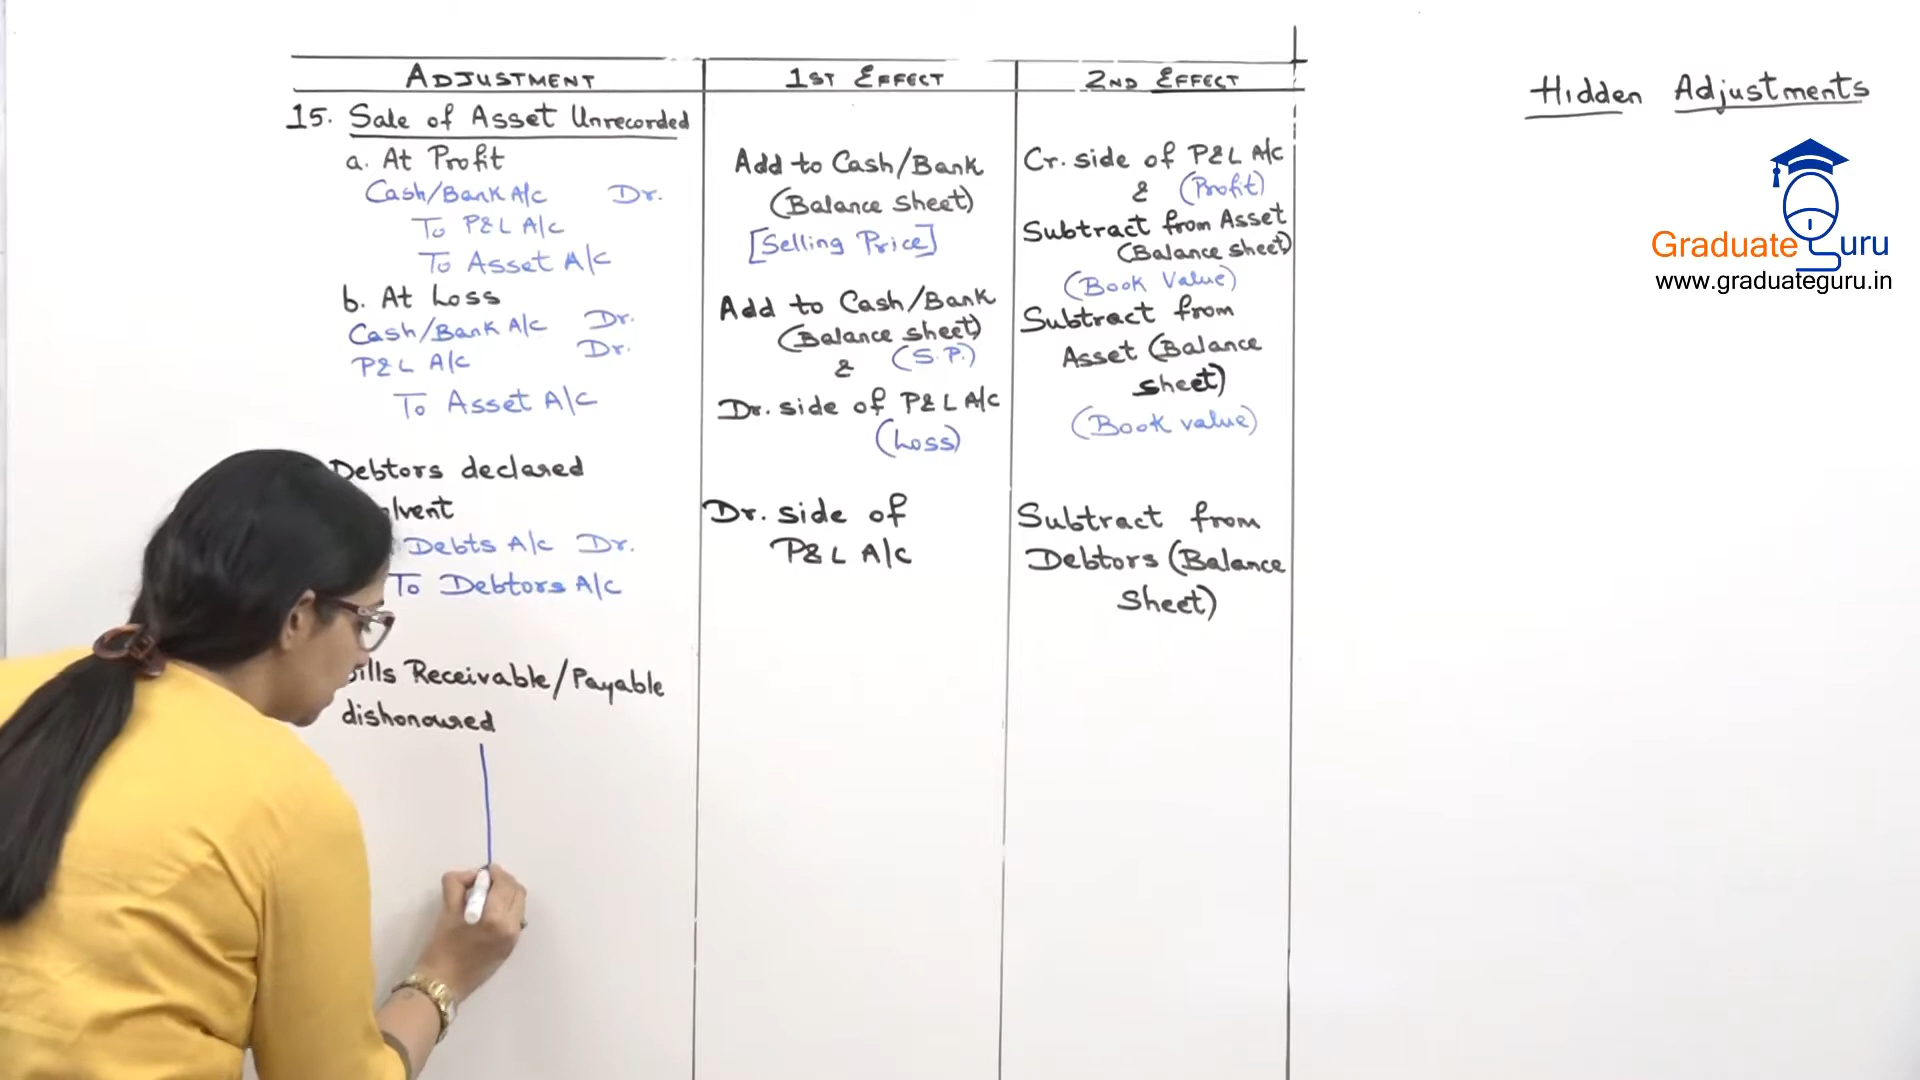 ADJUSTMENT
15. Sale of Asset Unrecorded
a. At Profit
Cash/Bank A/c Dr.
To P&L A/c
To Asset A/c
b. At Loss
Cash/Bank A/c Dr.
P&L A/c Dr.
To Asset A/c
Debtors declared
Debts A/c Dr.
To Debtors A/c
Receivable/Payable
dishonoured
1ST EFFECT
Add to Cash/Bank
(Balance sheet)
[Selling Price]
Add to Cash/Bank
(Balance sheet)
& (S.P.)
Dr. side of P&L A/c
(Loss)
Dr. side of
P&L A/c
2ND EFFECT
Cr. side of P&L A/c
& (Profit)
Subtract from Asset
(Balance sheet)
(Book Value)
Subtract from
Asset (Balance
sheet)
(Book value)
Subtract from
Debtors (Balance
Sheet)
Hidden Adjustments
Graduate Guru
www.graduateguru.in